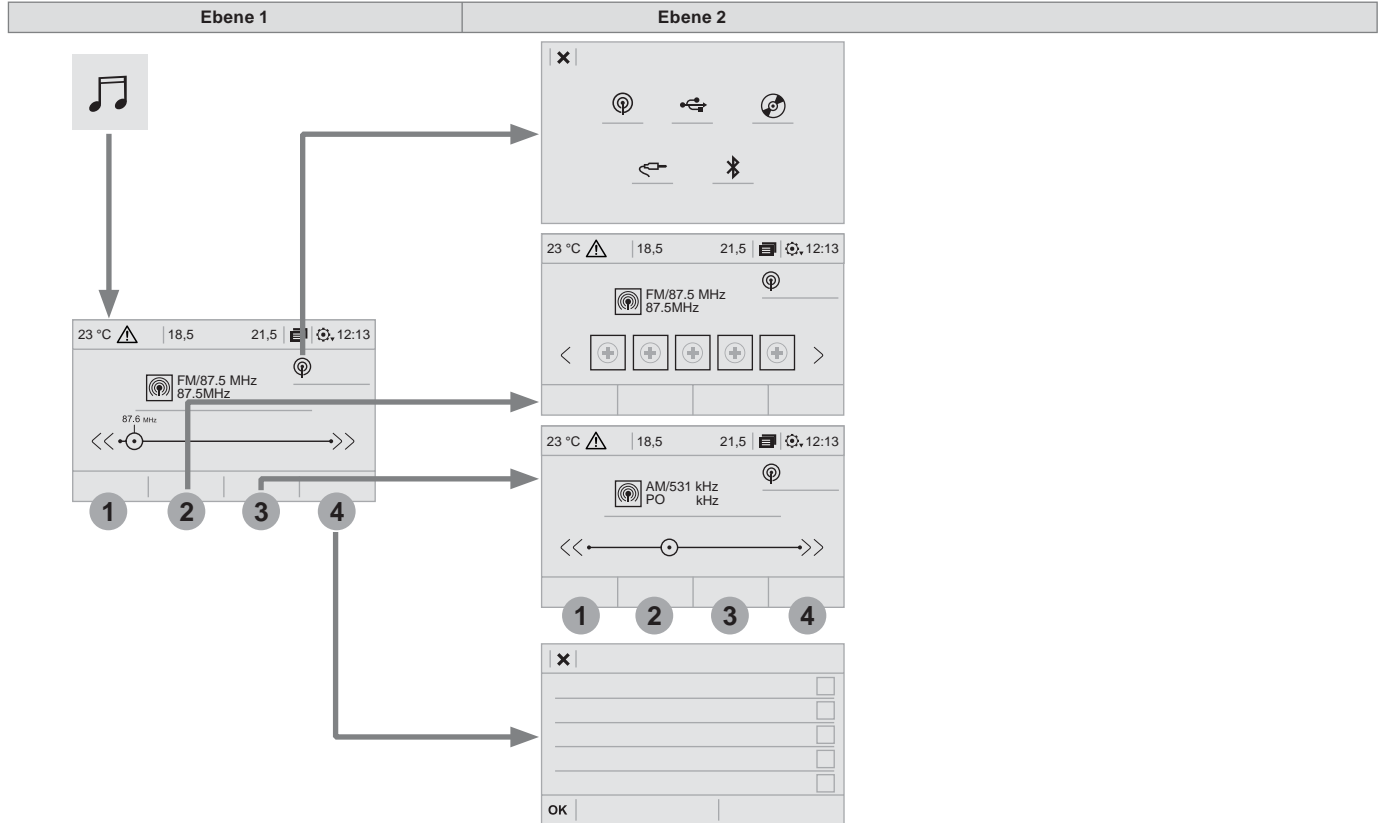 Ebene 1 Ebene 2
23 °C 18,5 21,5 12:13
FM/87.5 MHz
87.5MHz
87.6 MHz
1 2 3 4
23 °C 18,5 21,5 12:13
FM/87.5 MHz
87.5MHz
23 °C 18,5 21,5 12:13
AM/531 kHz
PO kHz
1 2 3 4
OK